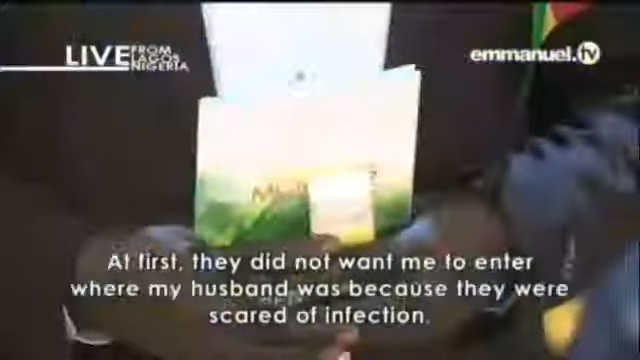 LIVE FROM
LAGOS
NIGERIA
emmanuel.tv
At first, they did not want me to enter
where my husband was because they were
scared of infection.